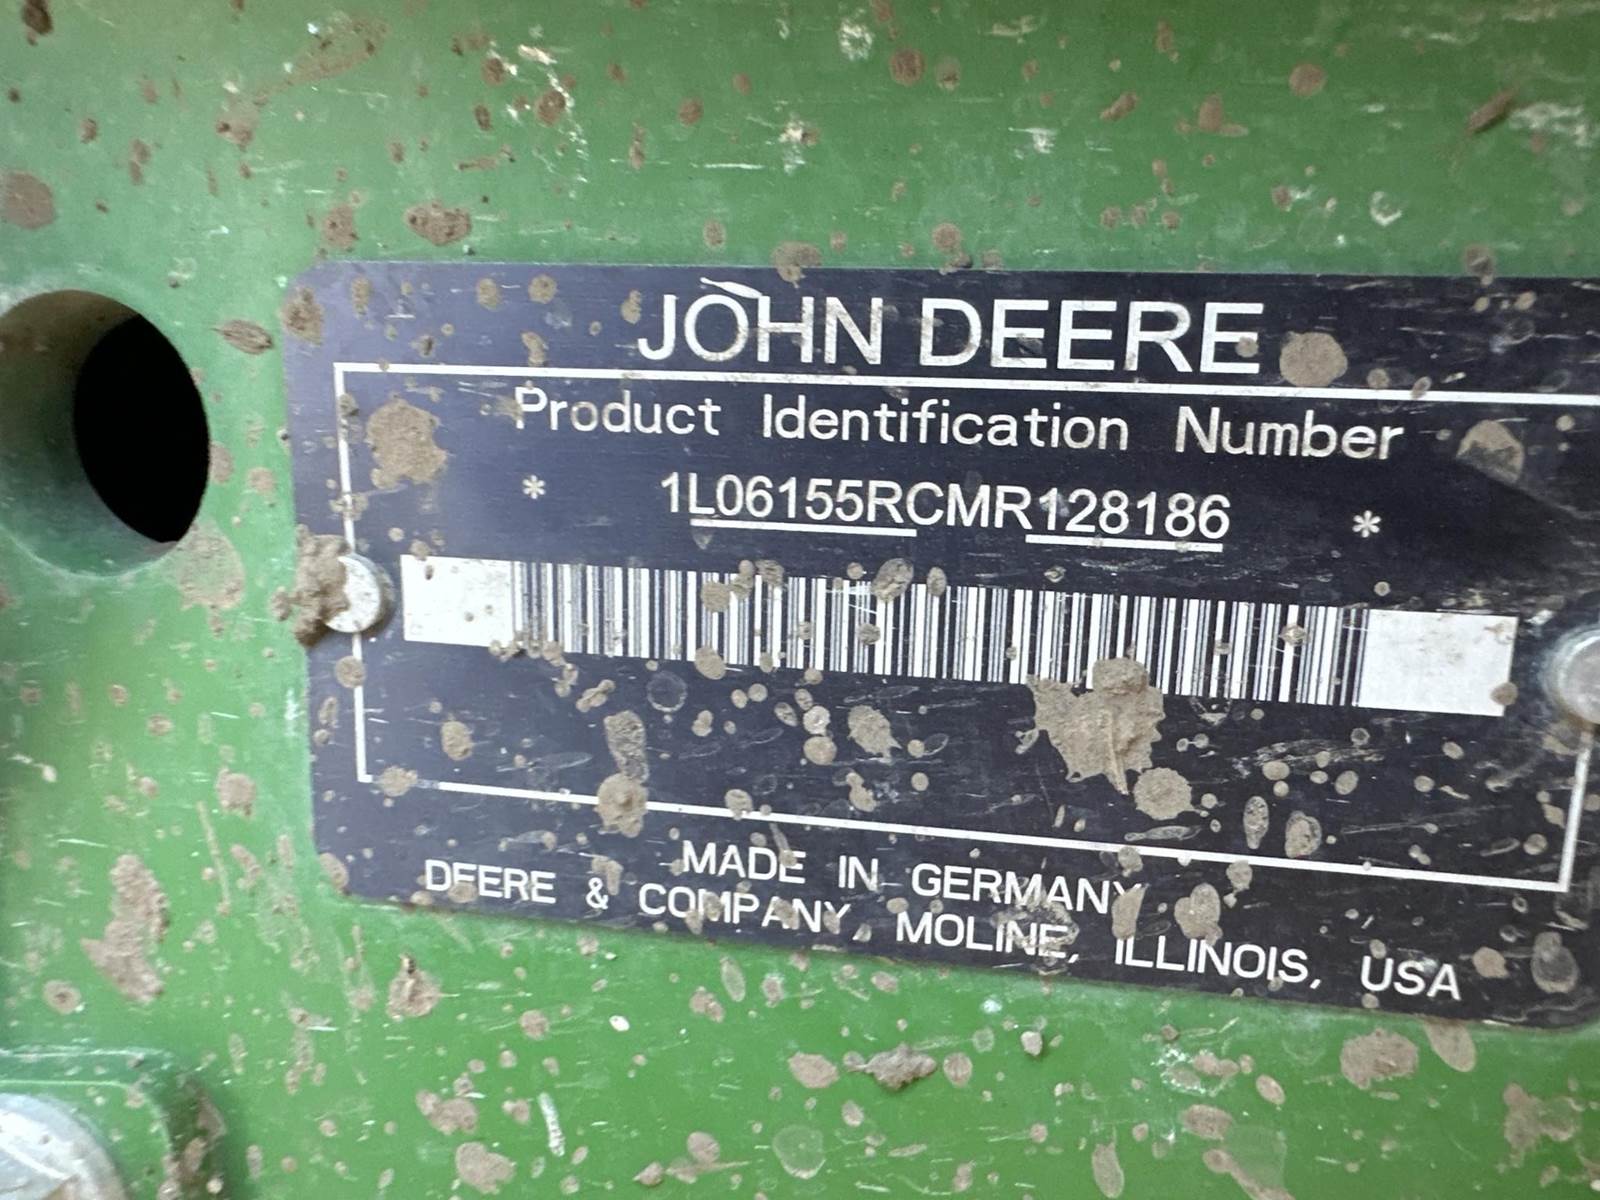 JOHN DEERE
Product Identification Number
* 1L06155RCMR128186 *
MADE IN GERMANY
DEERE & COMPANY, MOLINE, ILLINOIS, USA